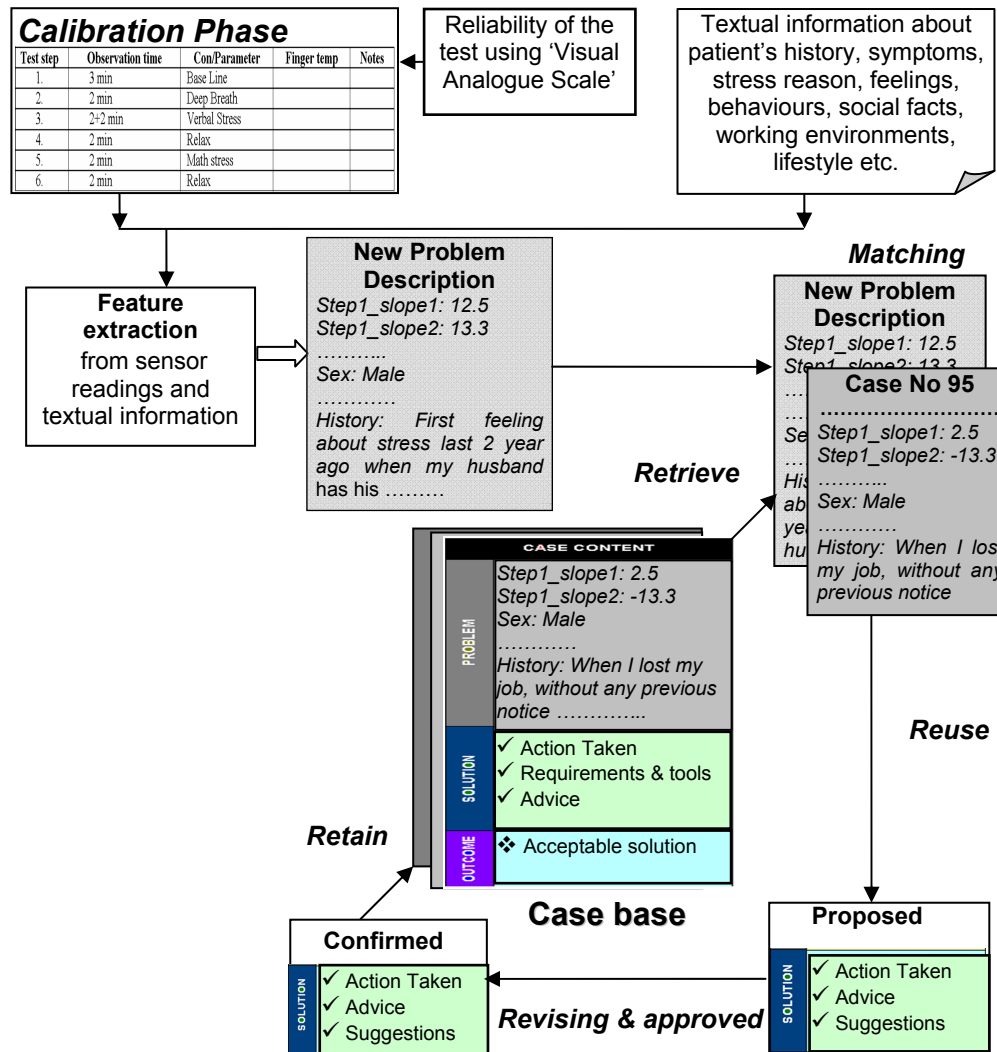 Calibration Phase
Test step Observation time Con/Parameter Finger temp Notes
1. 3 min Base Line
2. 2 min Deep Breath
3. 2+2 min Verbal Stress
4. 2 min Relax
5. 2 min Math stress
6. 2 min Relax
Reliability of the
test using ‘Visual
Analogue Scale’
Textual information about
patient’s history, symptoms,
stress reason, feelings,
behaviours, social facts,
working environments,
lifestyle etc.
Feature
extraction
from sensor
readings and
textual information
New Problem
Description
Step1_slope1: 12.5
Step1_slope2: 13.3
………..
Sex: Male
…………
History: First feeling
about stress last 2 year
ago when my husband
has his ………
Matching
New Problem
Description
Step1_slope1: 12.5
Step1_slope2: 13.3
Case No 95
……………………….
Step1_slope1: 2.5
Step1_slope2: -13.3
………..
Sex: Male
…………
History: When I los
my job, without any
previous notice
Retrieve
CASE CONTENT
PROBLEM
Step1_slope1: 2.5
Step1_slope2: -13.3
Sex: Male
…………
History: When I lost my
job, without any previous
notice …………..
SOLUTION
✓ Action Taken
✓ Requirements & tools
✓ Advice
OUTCOME
❖ Acceptable solution
Case base
Reuse
Retain
Confirmed
SOLUTION
✓ Action Taken
✓ Advice
✓ Suggestions
Revising & approved
Proposed
SOLUTION
✓ Action Taken
✓ Advice
✓ Suggestions